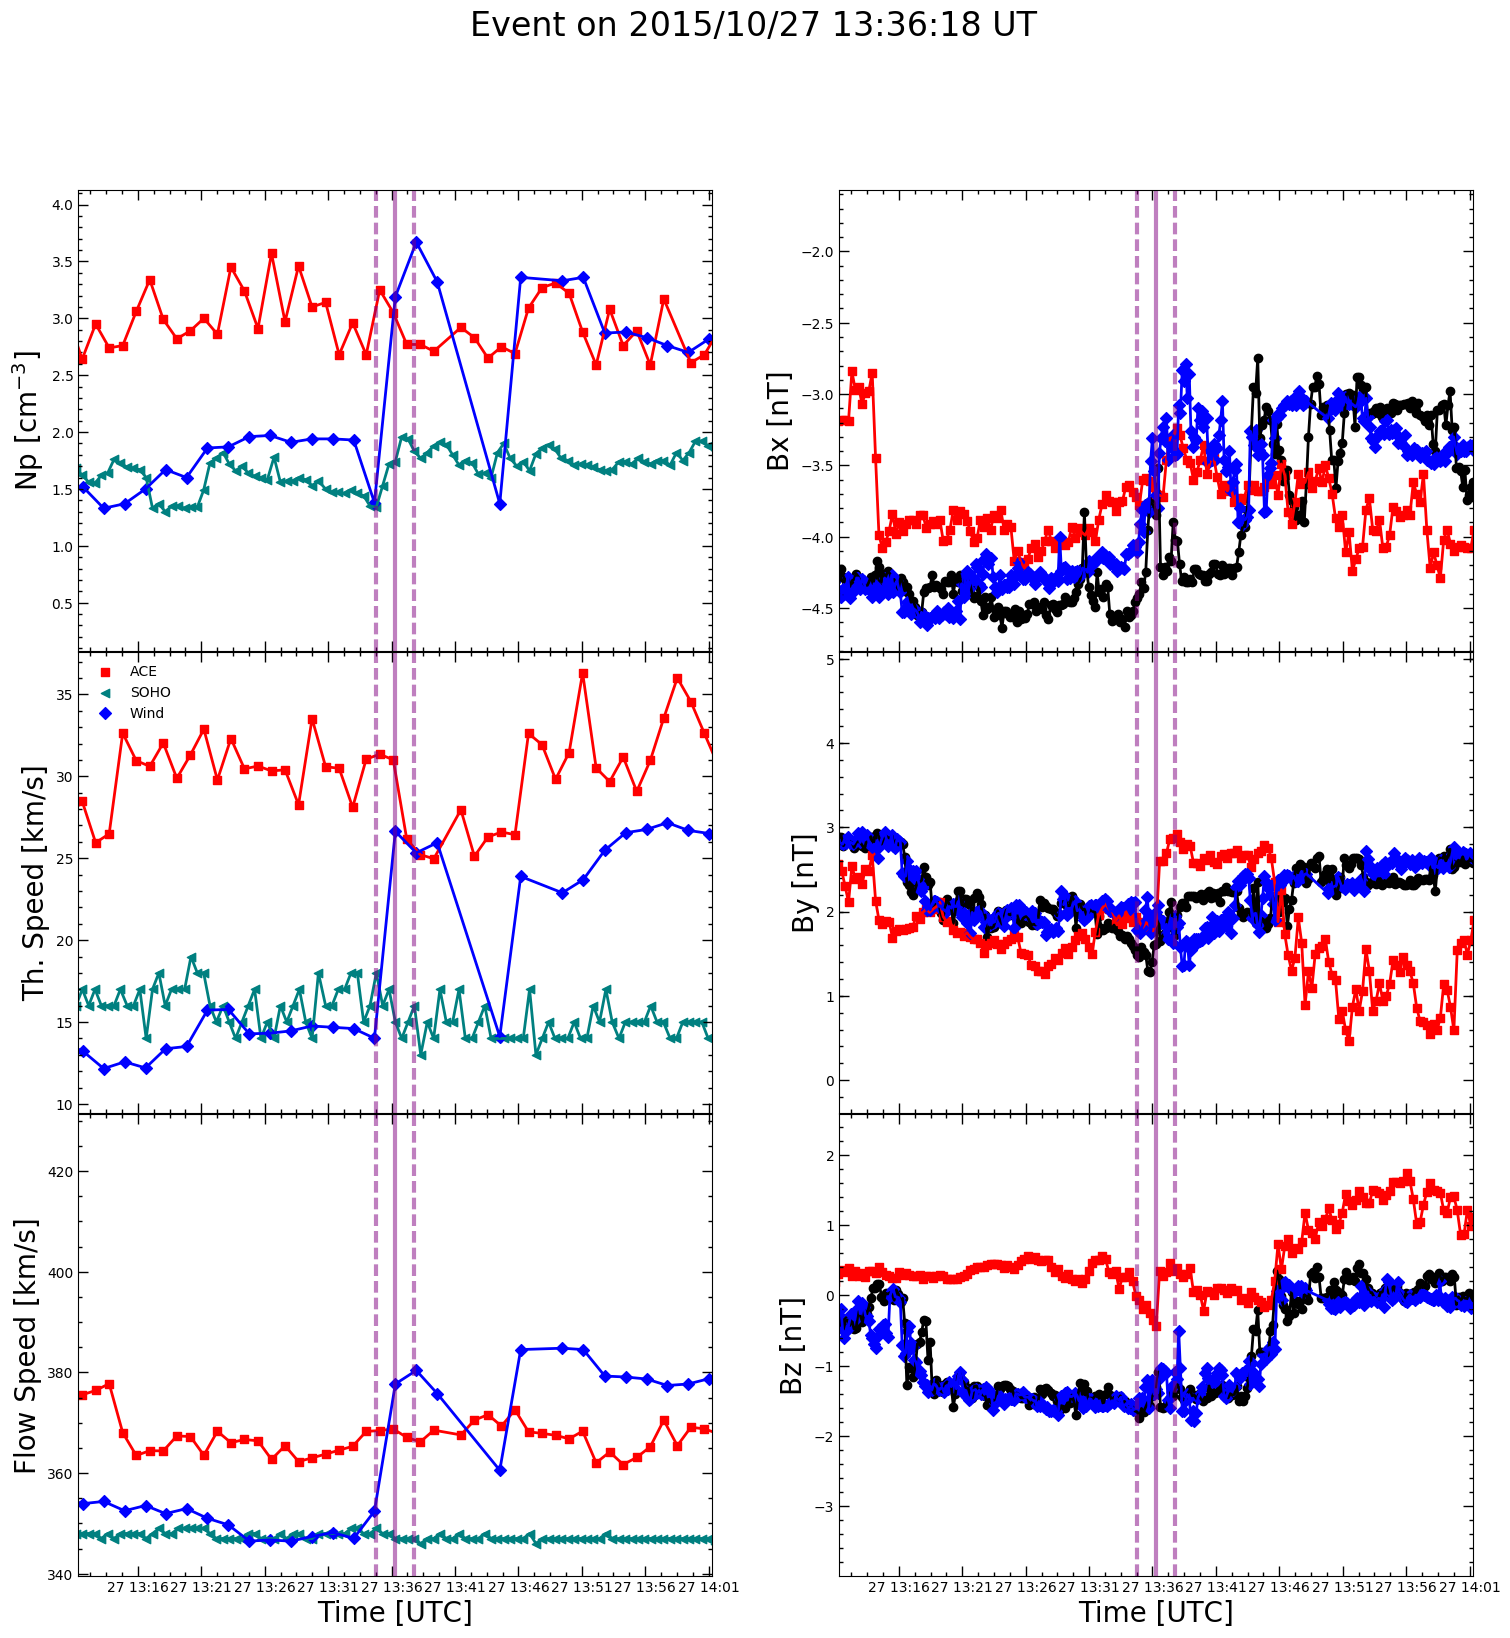 Event on 2015/10/27 13:36:18 UT
4.0
3.5
3.0
2.5
2.0
1.5
1.0
0.5
Np [cm⁻³]
−2.0
−2.5
−3.0
−3.5
−4.0
−4.5
Bx [nT]
ACE
SOHO
Wind
35
30
25
20
15
10
Th. Speed [km/s]
5
4
3
2
1
0
By [nT]
420
400
380
360
340
Flow Speed [km/s]
2
1
0
−1
−2
−3
Bz [nT]
27 13:16 27 13:21 27 13:26 27 13:31 27 13:36 27 13:41 27 13:46 27 13:51 27 13:56 27 14:01
Time [UTC]
27 13:16 27 13:21 27 13:26 27 13:31 27 13:36 27 13:41 27 13:46 27 13:51 27 13:56 27 14:01
Time [UTC]